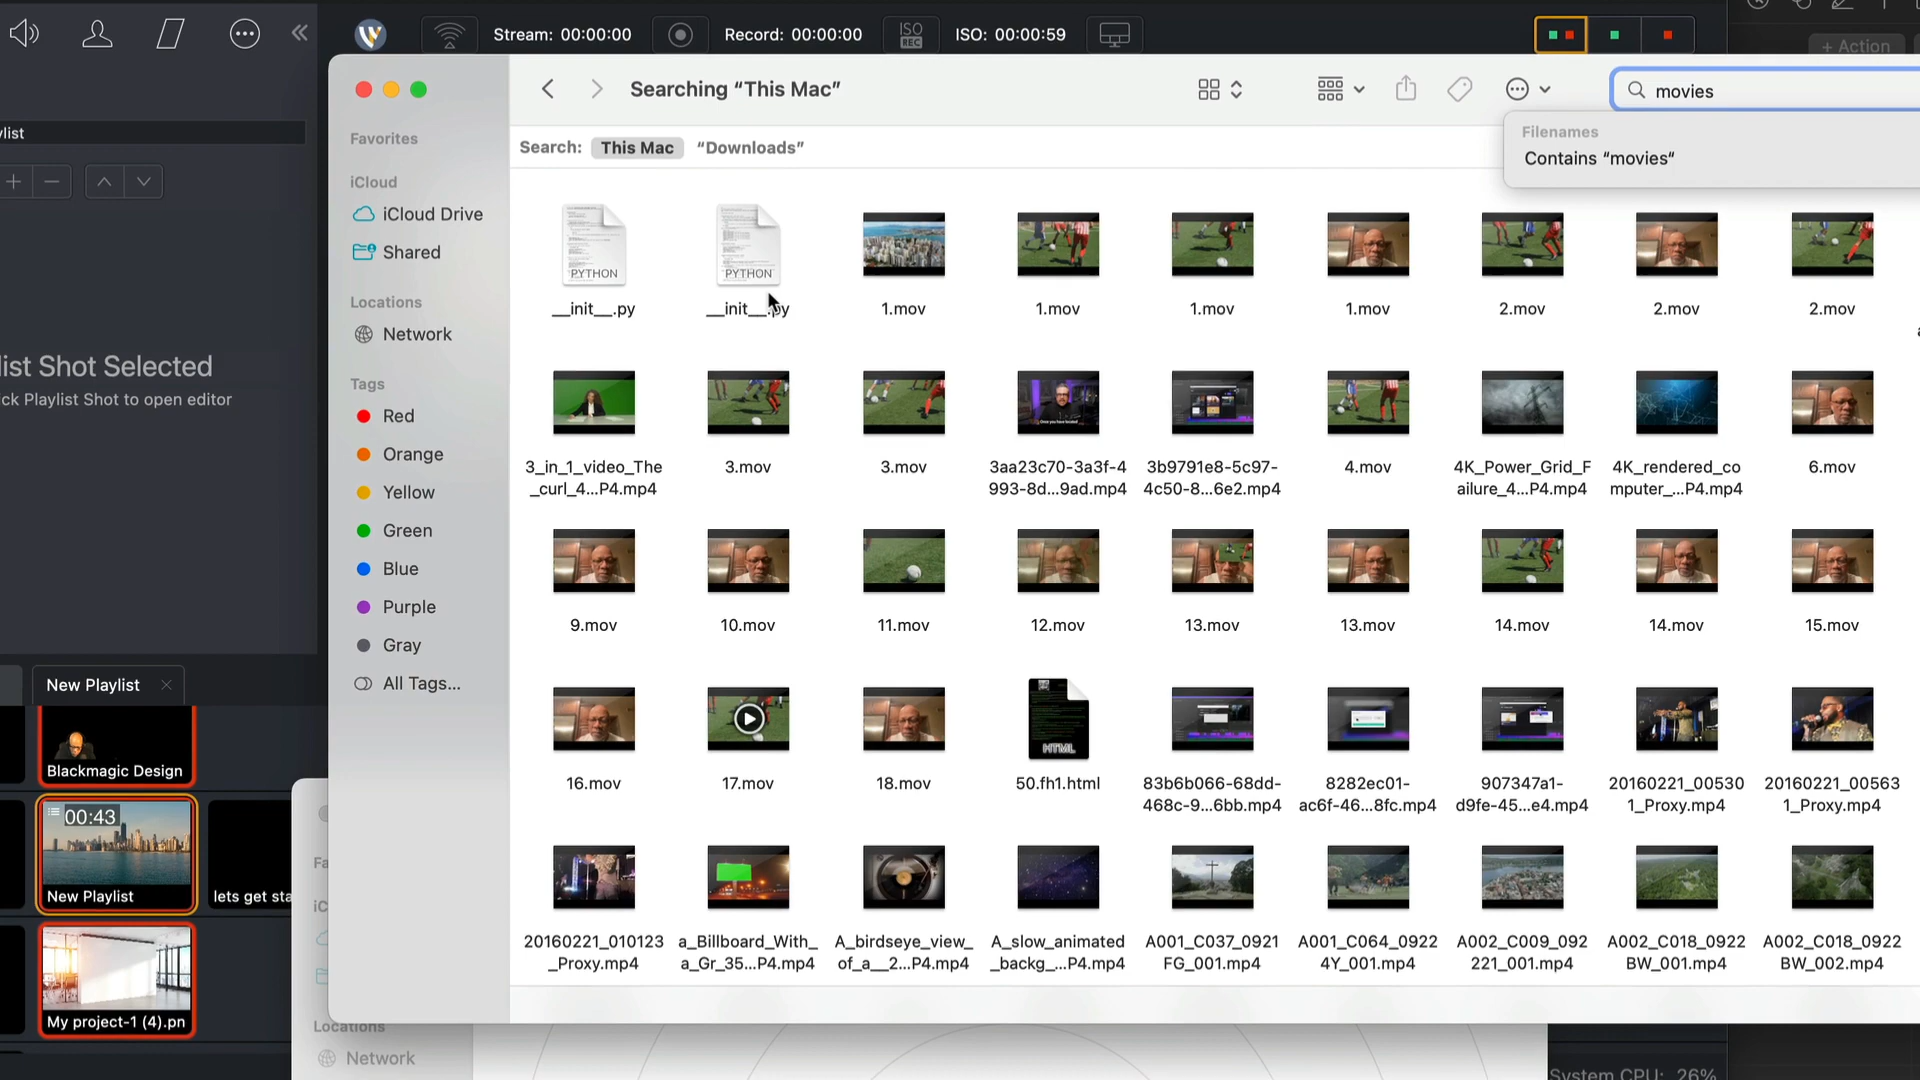 Stream: 00:00:00
Record: 00:00:00
ISO REC
ISO: 00:00:59
+ Action
Searching “This Mac”
movies
Filenames
Contains “movies“
Search: This Mac “Downloads”
Favorites
iCloud
iCloud Drive
Shared
Locations
Network
Tags
Red
Orange
Yellow
Green
Blue
Purple
Gray
All Tags...
PYTHON
PYTHON
__init__.py
__init__.py
1.mov
1.mov
1.mov
1.mov
2.mov
2.mov
2.mov
3_in_1_video_The
_curl_4...P4.mp4
3.mov
3.mov
3aa23c70-3a3f-4
993-8d...9ad.mp4
3b9791e8-5c97-
4c50-8...6e2.mp4
4.mov
4K_Power_Grid_F
ailure_4...P4.mp4
4K_rendered_co
mputer_...P4.mp4
6.mov
9.mov
10.mov
11.mov
12.mov
13.mov
13.mov
14.mov
14.mov
15.mov
16.mov
17.mov
18.mov
HTML
50.fh1.html
83b6b066-68dd-
468c-9...6bb.mp4
8282ec01-
ac6f-46...8fc.mp4
907347a1-
d9fe-45...e4.mp4
20160221_00530
1_Proxy.mp4
20160221_00563
1_Proxy.mp4
20160221_010123
_Proxy.mp4
a_Billboard_With_
a_Gr_35...P4.mp4
A_birdseye_view_
of_a__2...P4.mp4
A_slow_animated
_backg_...P4.mp4
A001_C037_0921
FG_001.mp4
A001_C064_0922
4Y_001.mp4
A002_C009_092
221_001.mp4
A002_C018_0922
BW_001.mp4
A002_C018_0922
BW_002.mp4
ylist
list Shot Selected
ck Playlist Shot to open editor
New Playlist
Blackmagic Design
00:43
New Playlist
lets get sta
My project-1 (4).pn
Fa
iC
Locations
Network
System CPU: 26%